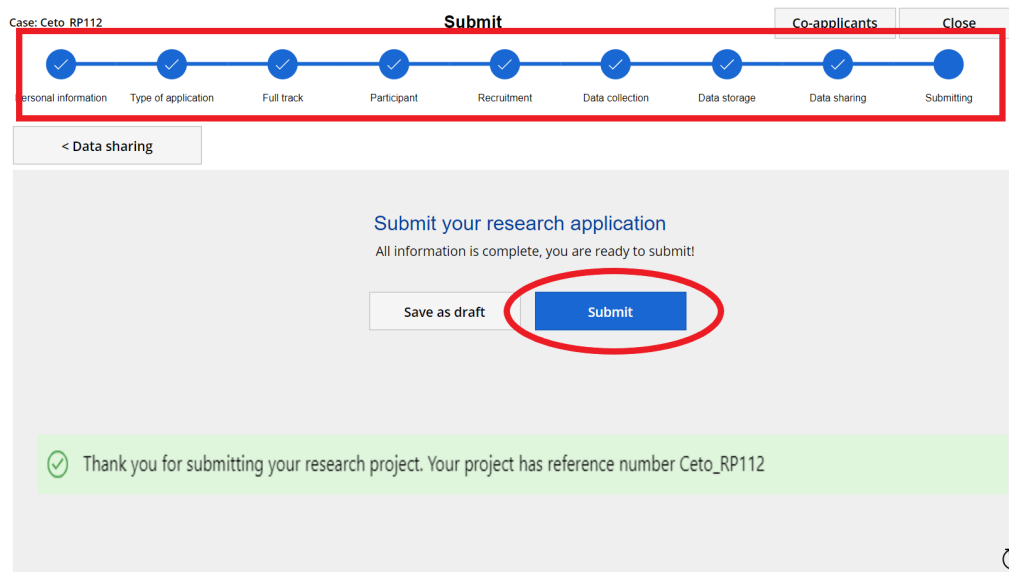 Case: Ceto_RP112
Submit
Co-applicants
Close
Personal information
Type of application
Full track
Participant
Recruitment
Data collection
Data storage
Data sharing
Submitting
< Data sharing
Submit your research application
All information is complete, you are ready to submit!
Save as draft
Submit
Thank you for submitting your research project. Your project has reference number Ceto_RP112